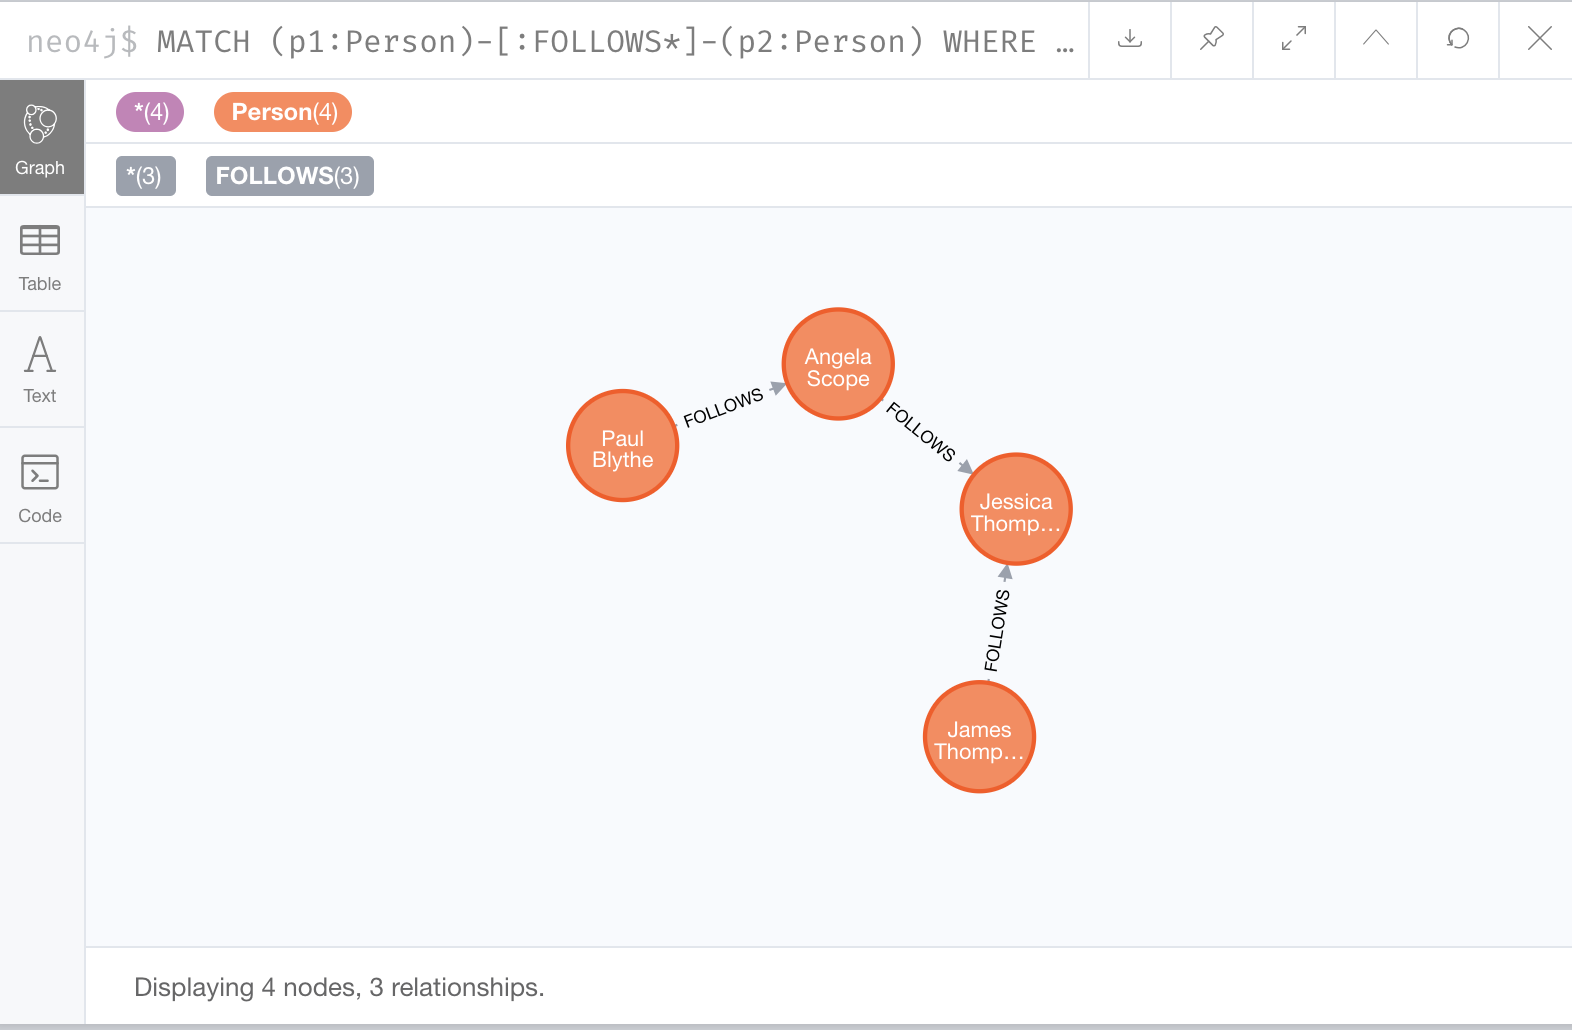 neo4j$ MATCH (p1:Person)-[:FOLLOWS*]-(p2:Person) WHERE …
*(4) Person(4)
*(3) FOLLOWS(3)
Graph
Table
Text
Code
Angela
Scope
FOLLOWS
Paul
Blythe
FOLLOWS
Jessica
Thomp…
FOLLOWS
James
Thomp…
Displaying 4 nodes, 3 relationships.